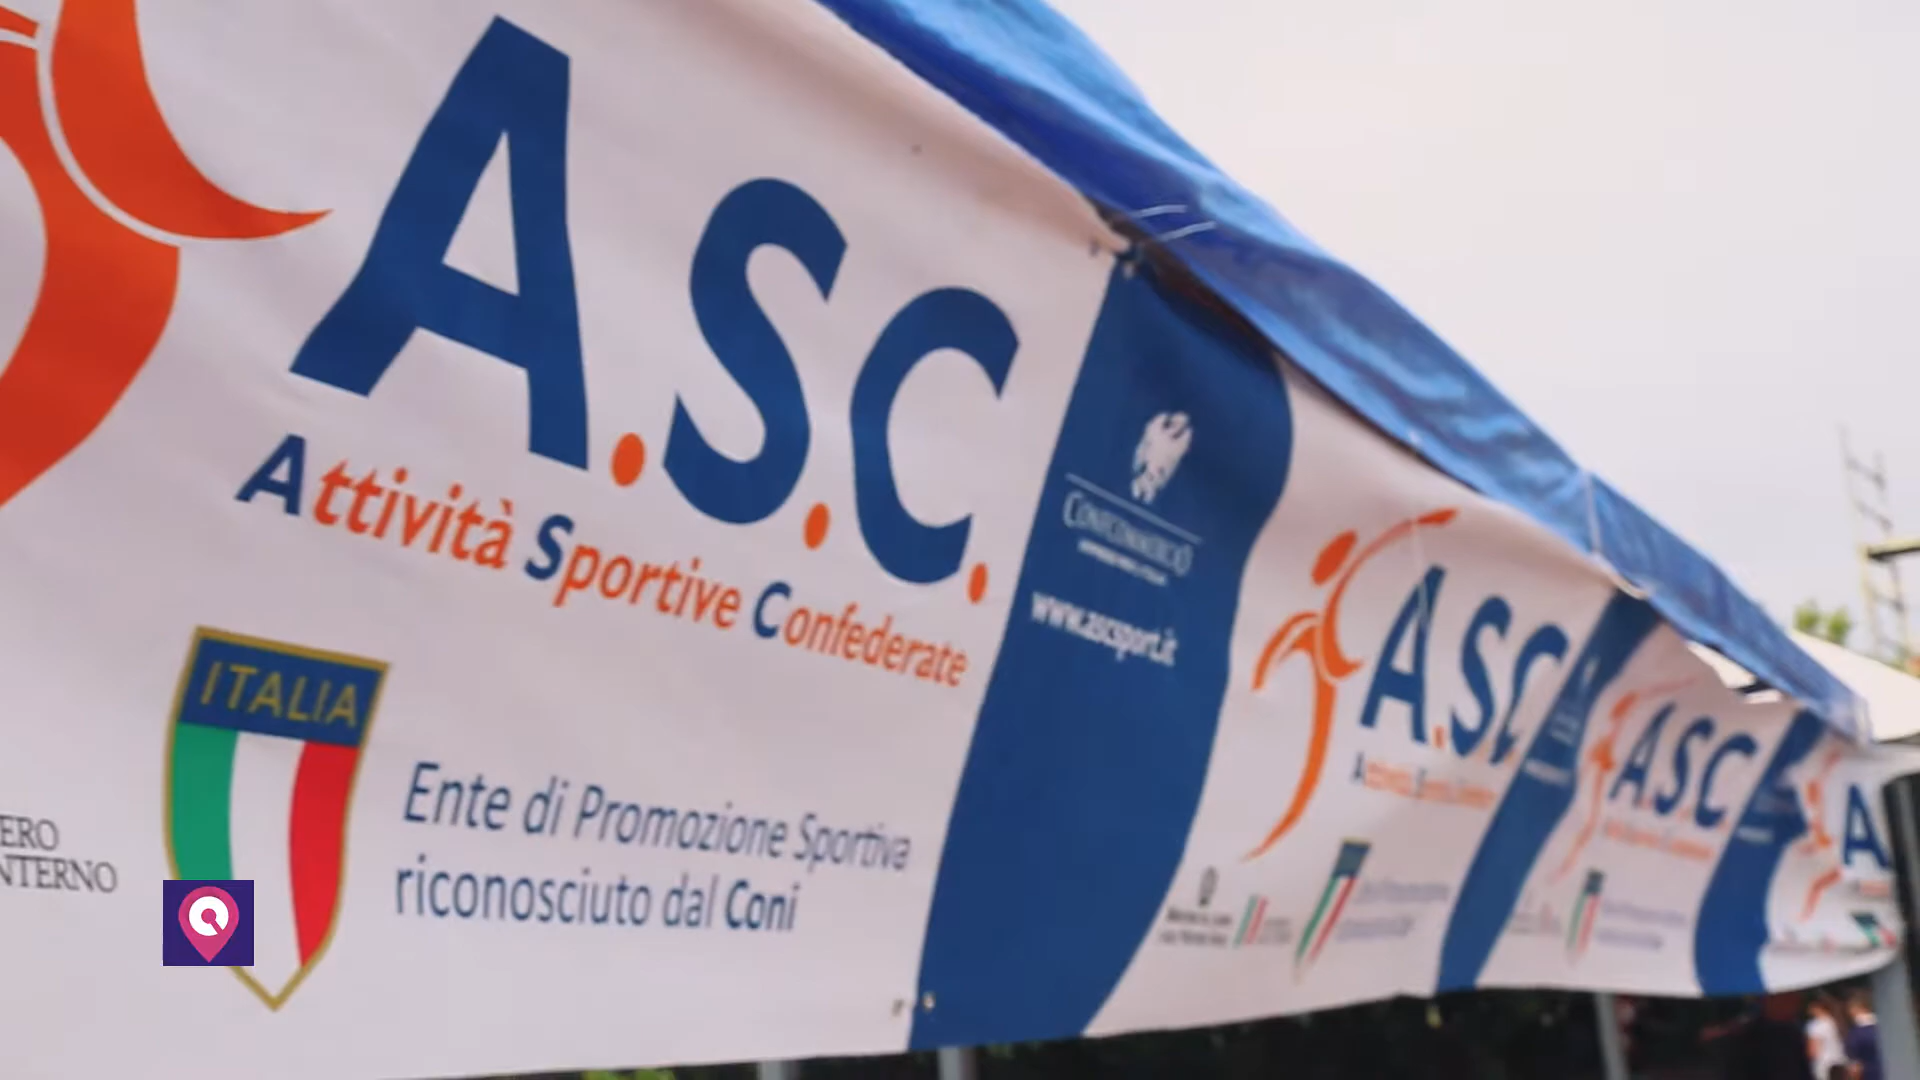 A.S.C.
Attività Sportive Confederate
ITALIA
Ente di Promozione Sportiva
riconosciuto dal Coni
ERO
NTERNO
CONFCOMMERCIO
www.ascsport.it
A.S.C
A.S.C
A